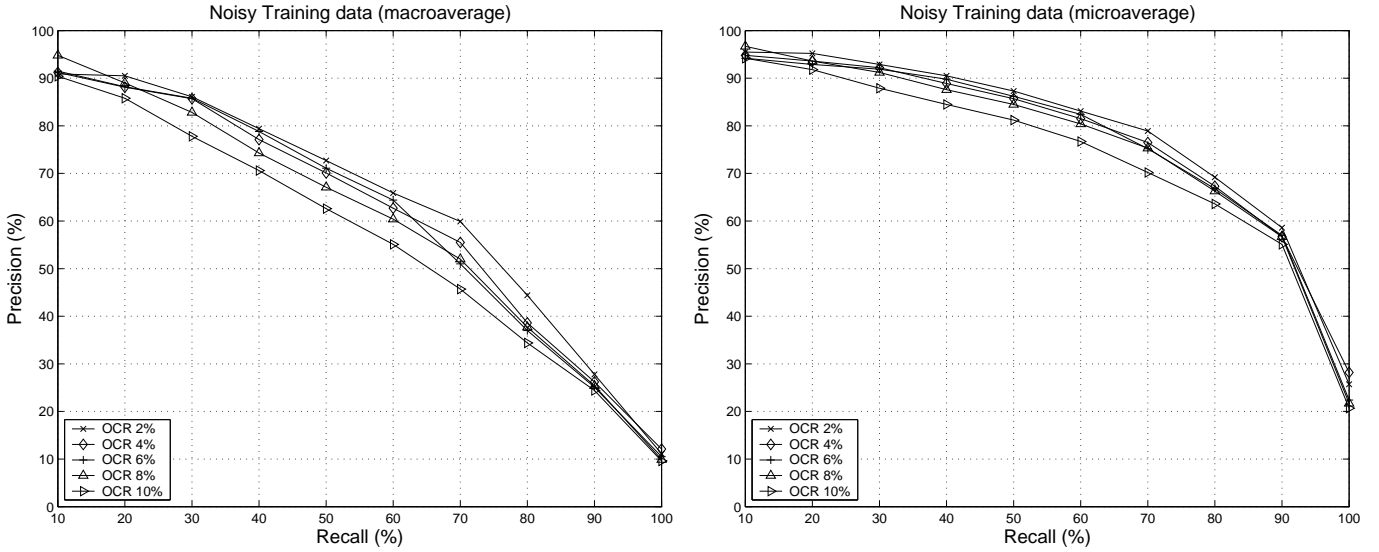 Noisy Training data (macroaverage)
100
90
80
70
60
50
40
30
20
10
0
Precision (%)
OCR 2%
OCR 4%
OCR 6%
OCR 8%
OCR 10%
10 20 30 40 50 60 70 80 90 100
Recall (%)
Noisy Training data (microaverage)
100
90
80
70
60
50
40
30
20
10
0
Precision (%)
OCR 2%
OCR 4%
OCR 6%
OCR 8%
OCR 10%
10 20 30 40 50 60 70 80 90 100
Recall (%)